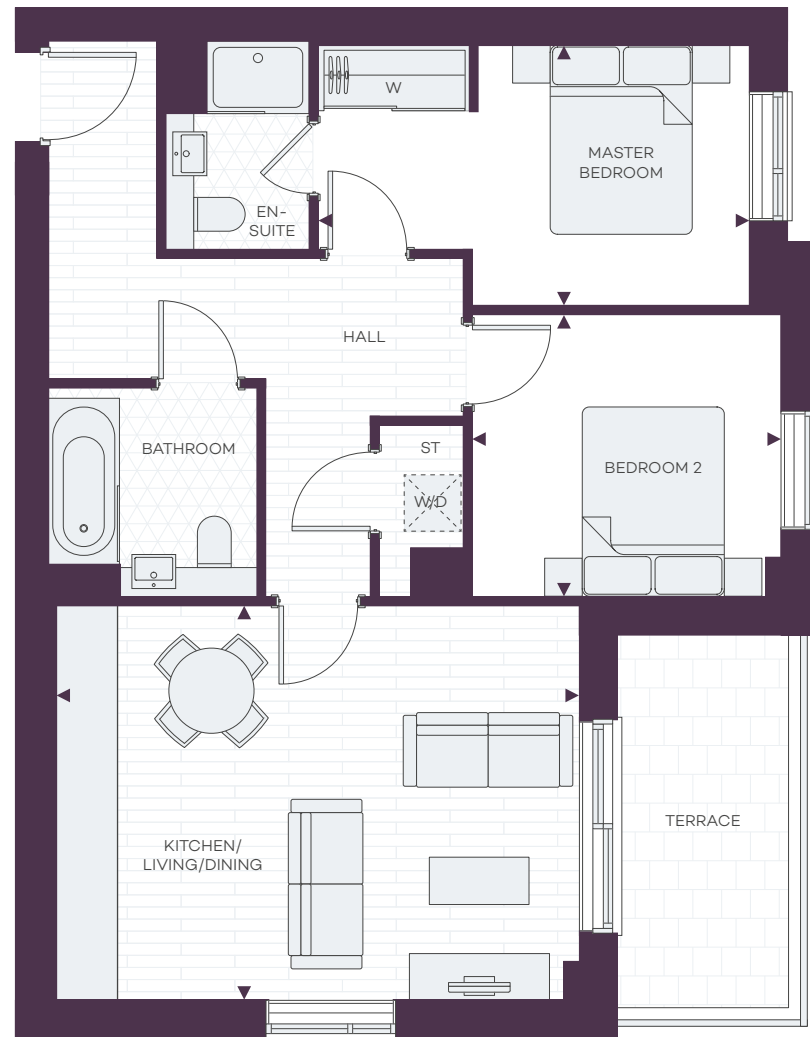 W
MASTER
BEDROOM
EN-
SUITE
HALL
BATHROOM
ST
W/D
BEDROOM 2
KITCHEN/
LIVING/DINING
TERRACE